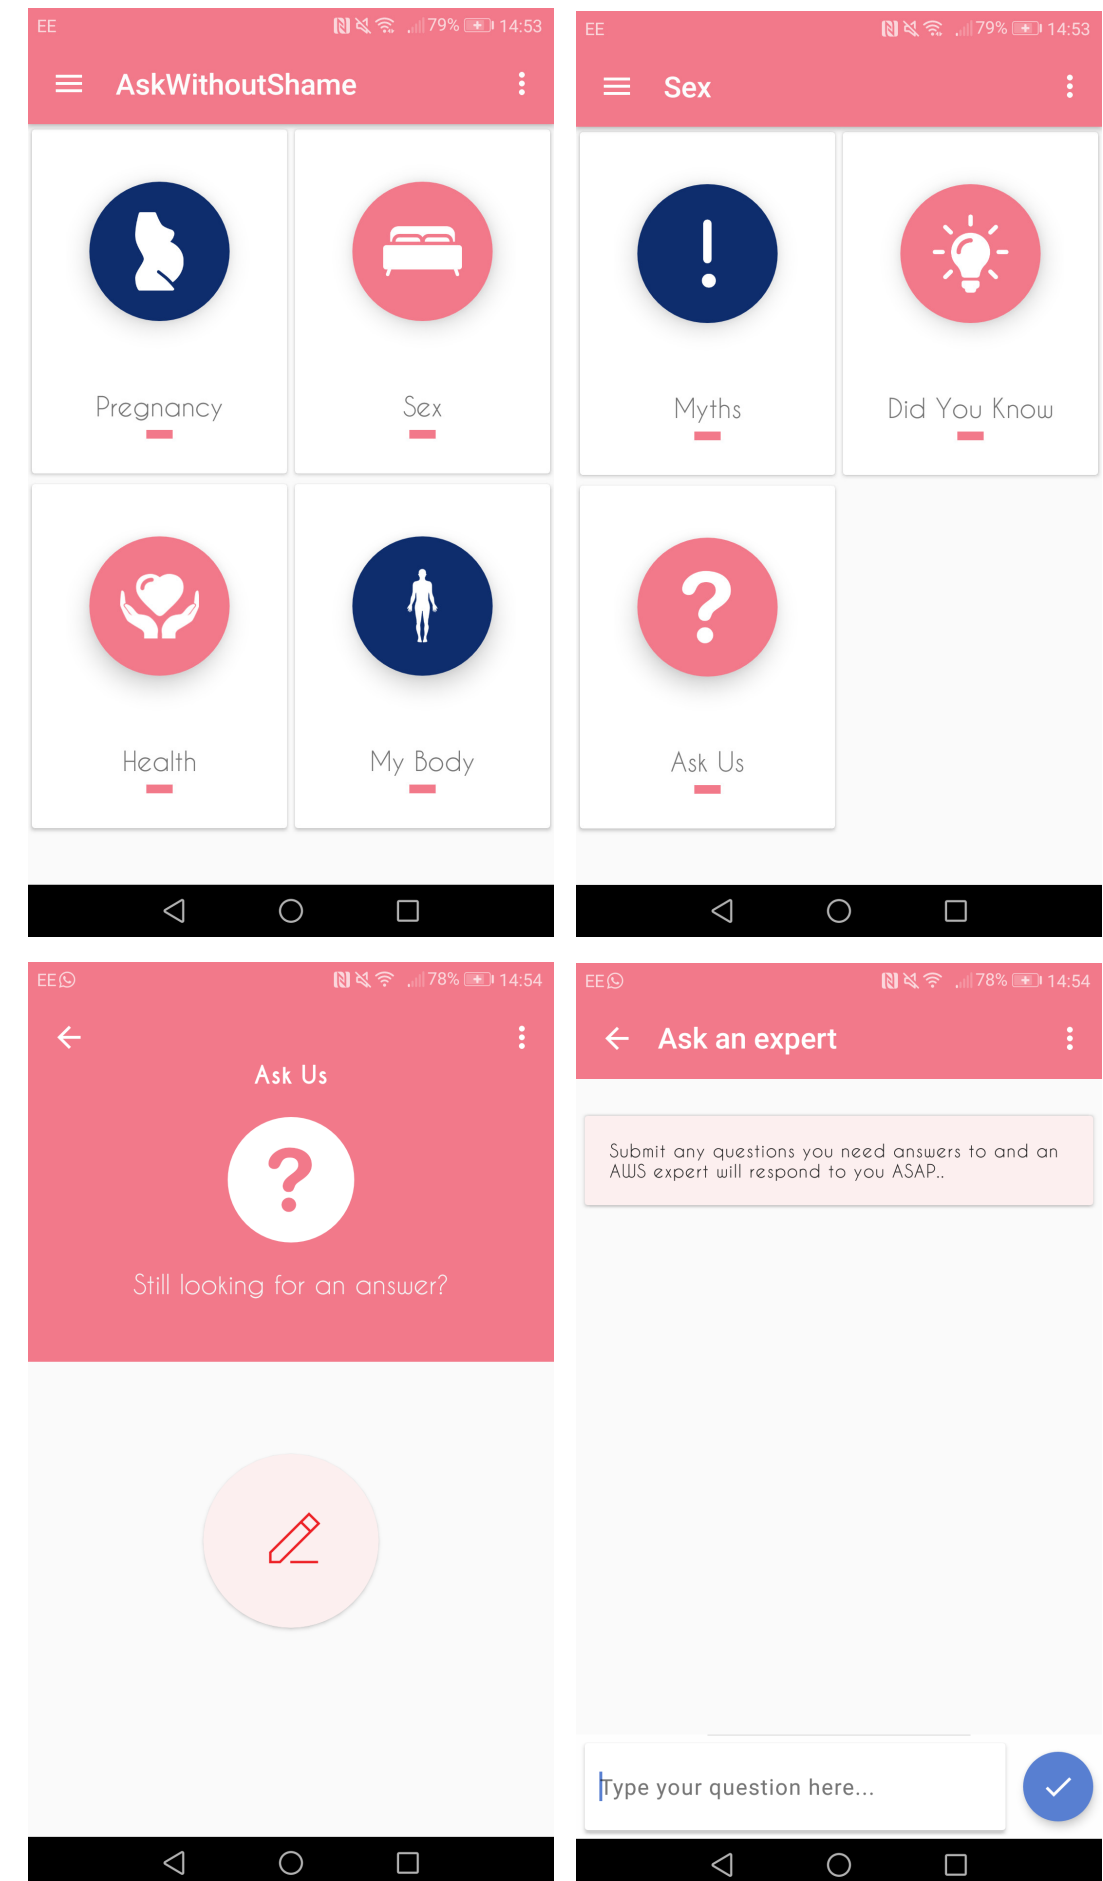 EE 79% 14:53
AskWithoutShame
Pregnancy
Sex
Health
My Body
EE 79% 14:53
Sex
Myths
Did You Know
Ask Us
EE 78% 14:54
Ask Us
Still looking for an answer?
EE 78% 14:54
Ask an expert
Submit any questions you need answers to and an
AWS expert will respond to you ASAP..
Type your question here...